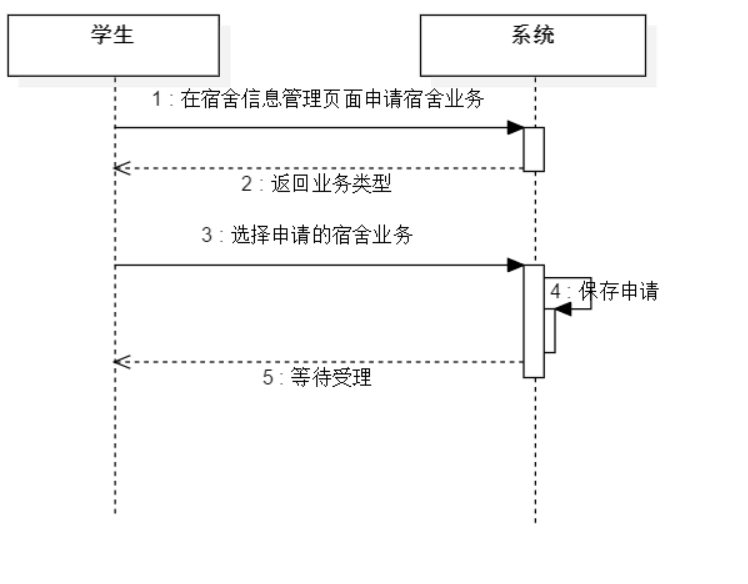 学生
系统
1 : 在宿舍信息管理页面申请宿舍业务
2 : 返回业务类型
3 : 选择申请的宿舍业务
4 : 保存申请
5 : 等待受理